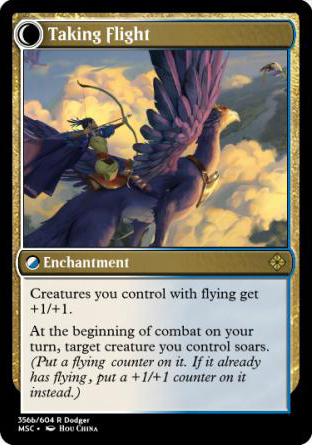 Taking Flight
Enchantment
Creatures you control with flying get
+1/+1.
At the beginning of combat on your
turn, target creature you control soars.
(Put a flying counter on it. If it already
has flying, put a +1/+1 counter on it
instead.)
356b/604 R Dodger
MSC • Hou China